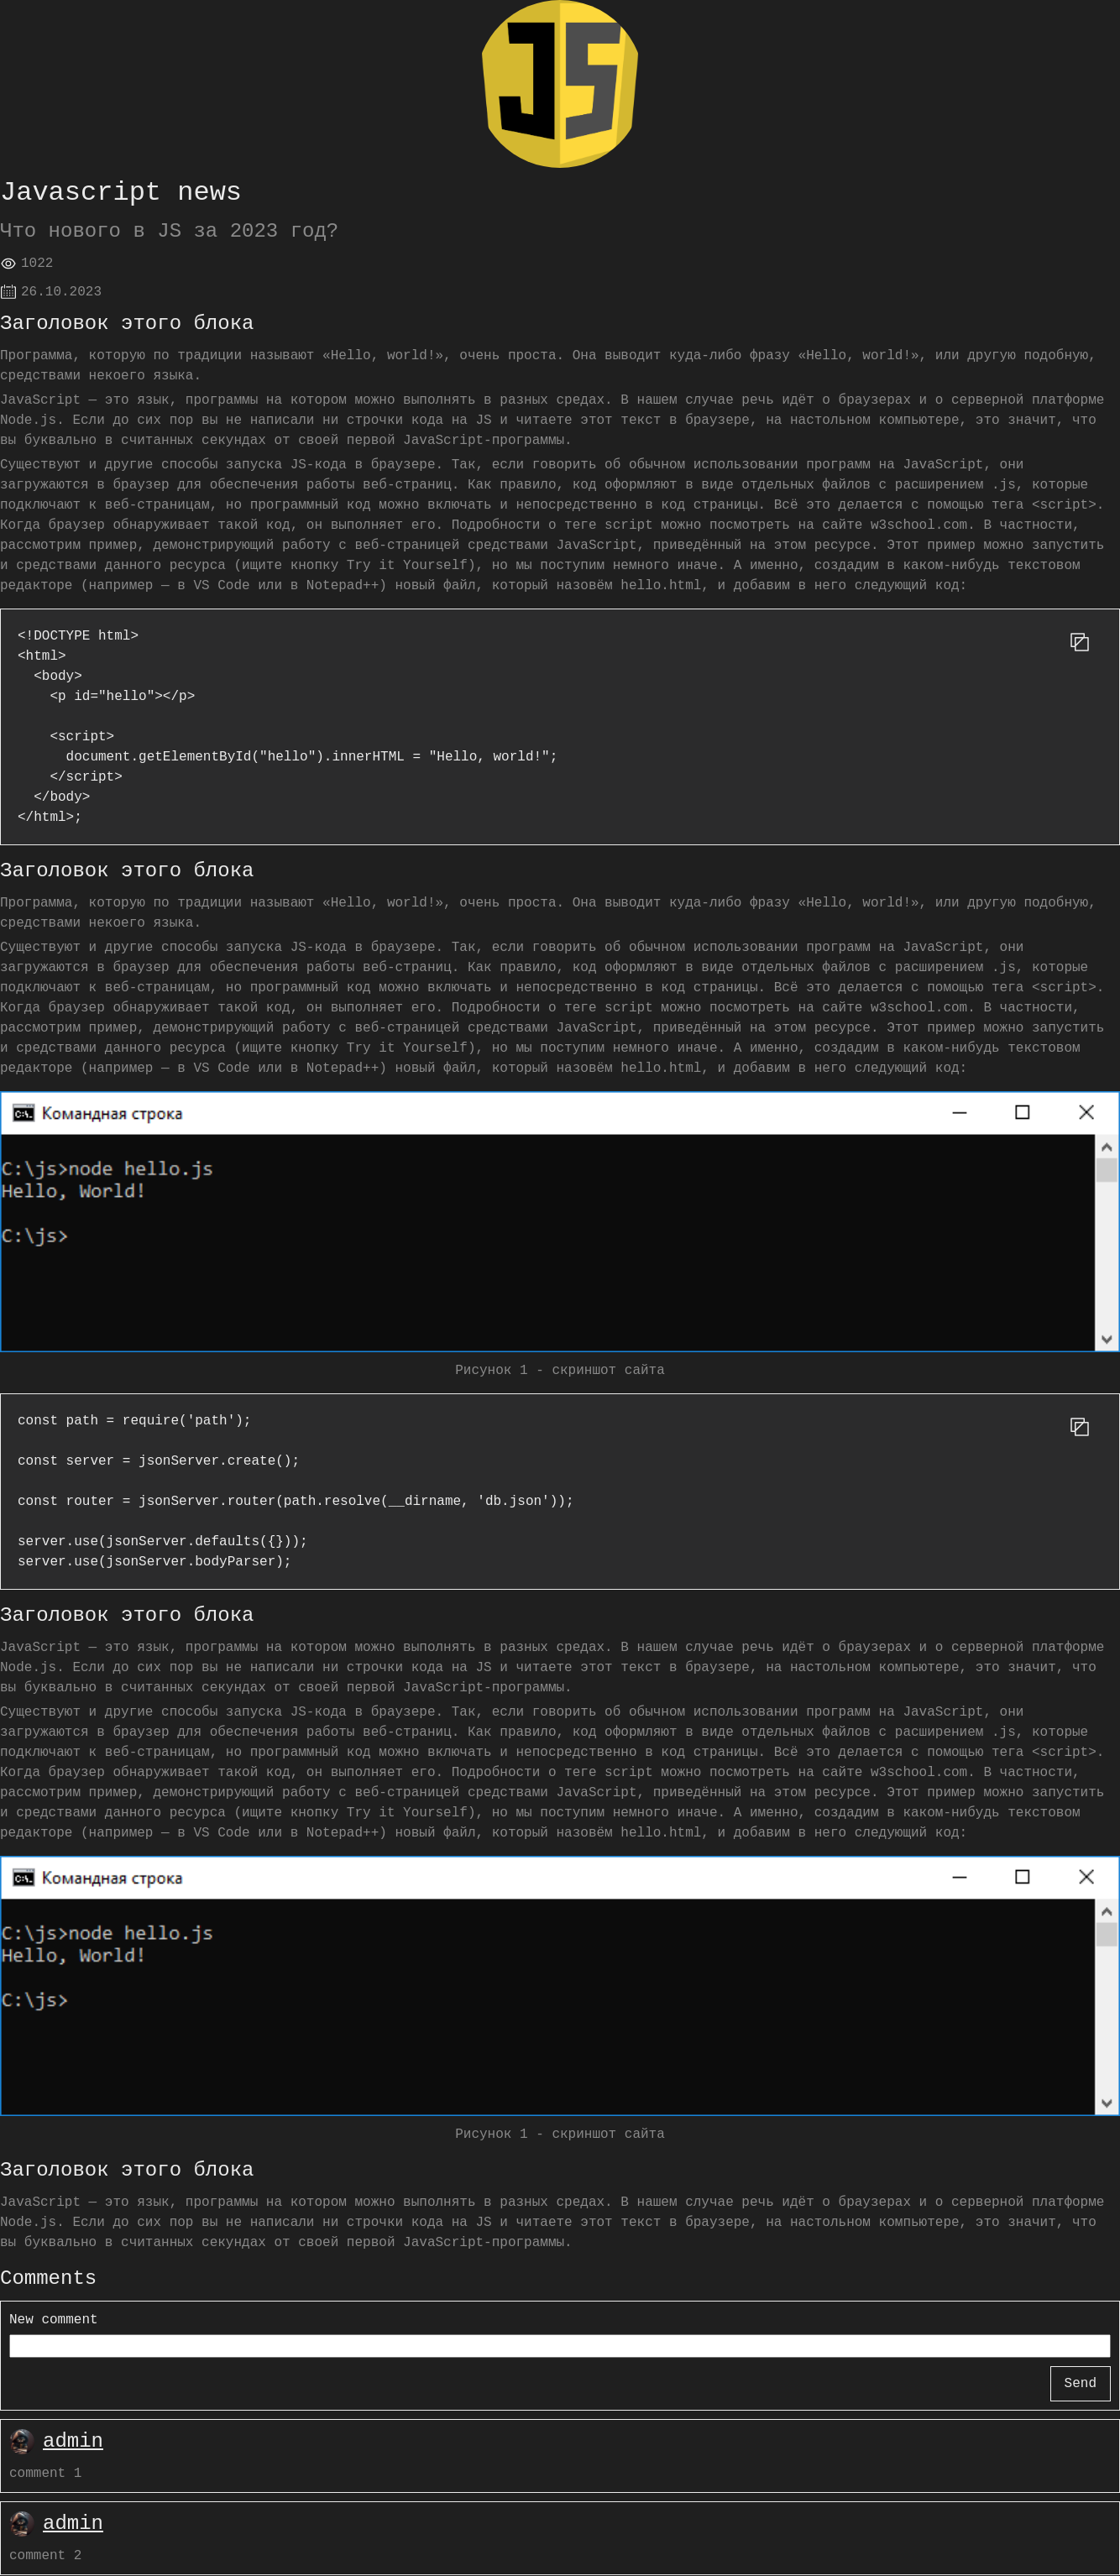 JS
Javascript news
Что нового в JS за 2023 год?
1022
26.10.2023
Заголовок этого блока
Программа, которую по традиции называют «Hello, world!», очень проста. Она выводит куда-либо фразу «Hello, world!», или другую подобную,
средствами некоего языка.
JavaScript — это язык, программы на котором можно выполнять в разных средах. В нашем случае речь идёт о браузерах и о серверной платформе
Node.js. Если до сих пор вы не написали ни строчки кода на JS и читаете этот текст в браузере, на настольном компьютере, это значит, что
вы буквально в считанных секундах от своей первой JavaScript-программы.
Существуют и другие способы запуска JS-кода в браузере. Так, если говорить об обычном использовании программ на JavaScript, они
загружаются в браузер для обеспечения работы веб-страниц. Как правило, код оформляют в виде отдельных файлов с расширением .js, которые
подключают к веб-страницам, но программный код можно включать и непосредственно в код страницы. Всё это делается с помощью тега <script>.
Когда браузер обнаруживает такой код, он выполняет его. Подробности о теге script можно посмотреть на сайте w3school.com. В частности,
рассмотрим пример, демонстрирующий работу с веб-страницей средствами JavaScript, приведённый на этом ресурсе. Этот пример можно запустить
и средствами данного ресурса (ищите кнопку Try it Yourself), но мы поступим немного иначе. А именно, создадим в каком-нибудь текстовом
редакторе (например — в VS Code или в Notepad++) новый файл, который назовём hello.html, и добавим в него следующий код:
<!DOCTYPE html>
<html>
  <body>
    <p id="hello"></p>
    <script>
      document.getElementById("hello").innerHTML = "Hello, world!";
    </script>
  </body>
</html>;
Заголовок этого блока
Программа, которую по традиции называют «Hello, world!», очень проста. Она выводит куда-либо фразу «Hello, world!», или другую подобную,
средствами некоего языка.
Существуют и другие способы запуска JS-кода в браузере. Так, если говорить об обычном использовании программ на JavaScript, они
загружаются в браузер для обеспечения работы веб-страниц. Как правило, код оформляют в виде отдельных файлов с расширением .js, которые
подключают к веб-страницам, но программный код можно включать и непосредственно в код страницы. Всё это делается с помощью тега <script>.
Когда браузер обнаруживает такой код, он выполняет его. Подробности о теге script можно посмотреть на сайте w3school.com. В частности,
рассмотрим пример, демонстрирующий работу с веб-страницей средствами JavaScript, приведённый на этом ресурсе. Этот пример можно запустить
и средствами данного ресурса (ищите кнопку Try it Yourself), но мы поступим немного иначе. А именно, создадим в каком-нибудь текстовом
редакторе (например — в VS Code или в Notepad++) новый файл, который назовём hello.html, и добавим в него следующий код:
C:\. Командная строка
C:\js>node hello.js
Hello, World!
C:\js>
Рисунок 1 - скриншот сайта
const path = require('path');
const server = jsonServer.create();
const router = jsonServer.router(path.resolve(__dirname, 'db.json'));
server.use(jsonServer.defaults({}));
server.use(jsonServer.bodyParser);
Заголовок этого блока
JavaScript — это язык, программы на котором можно выполнять в разных средах. В нашем случае речь идёт о браузерах и о серверной платформе
Node.js. Если до сих пор вы не написали ни строчки кода на JS и читаете этот текст в браузере, на настольном компьютере, это значит, что
вы буквально в считанных секундах от своей первой JavaScript-программы.
Существуют и другие способы запуска JS-кода в браузере. Так, если говорить об обычном использовании программ на JavaScript, они
загружаются в браузер для обеспечения работы веб-страниц. Как правило, код оформляют в виде отдельных файлов с расширением .js, которые
подключают к веб-страницам, но программный код можно включать и непосредственно в код страницы. Всё это делается с помощью тега <script>.
Когда браузер обнаруживает такой код, он выполняет его. Подробности о теге script можно посмотреть на сайте w3school.com. В частности,
рассмотрим пример, демонстрирующий работу с веб-страницей средствами JavaScript, приведённый на этом ресурсе. Этот пример можно запустить
и средствами данного ресурса (ищите кнопку Try it Yourself), но мы поступим немного иначе. А именно, создадим в каком-нибудь текстовом
редакторе (например — в VS Code или в Notepad++) новый файл, который назовём hello.html, и добавим в него следующий код:
C:\. Командная строка
C:\js>node hello.js
Hello, World!
C:\js>
Рисунок 1 - скриншот сайта
Заголовок этого блока
JavaScript — это язык, программы на котором можно выполнять в разных средах. В нашем случае речь идёт о браузерах и о серверной платформе
Node.js. Если до сих пор вы не написали ни строчки кода на JS и читаете этот текст в браузере, на настольном компьютере, это значит, что
вы буквально в считанных секундах от своей первой JavaScript-программы.
Comments
New comment
Send
admin
comment 1
admin
comment 2